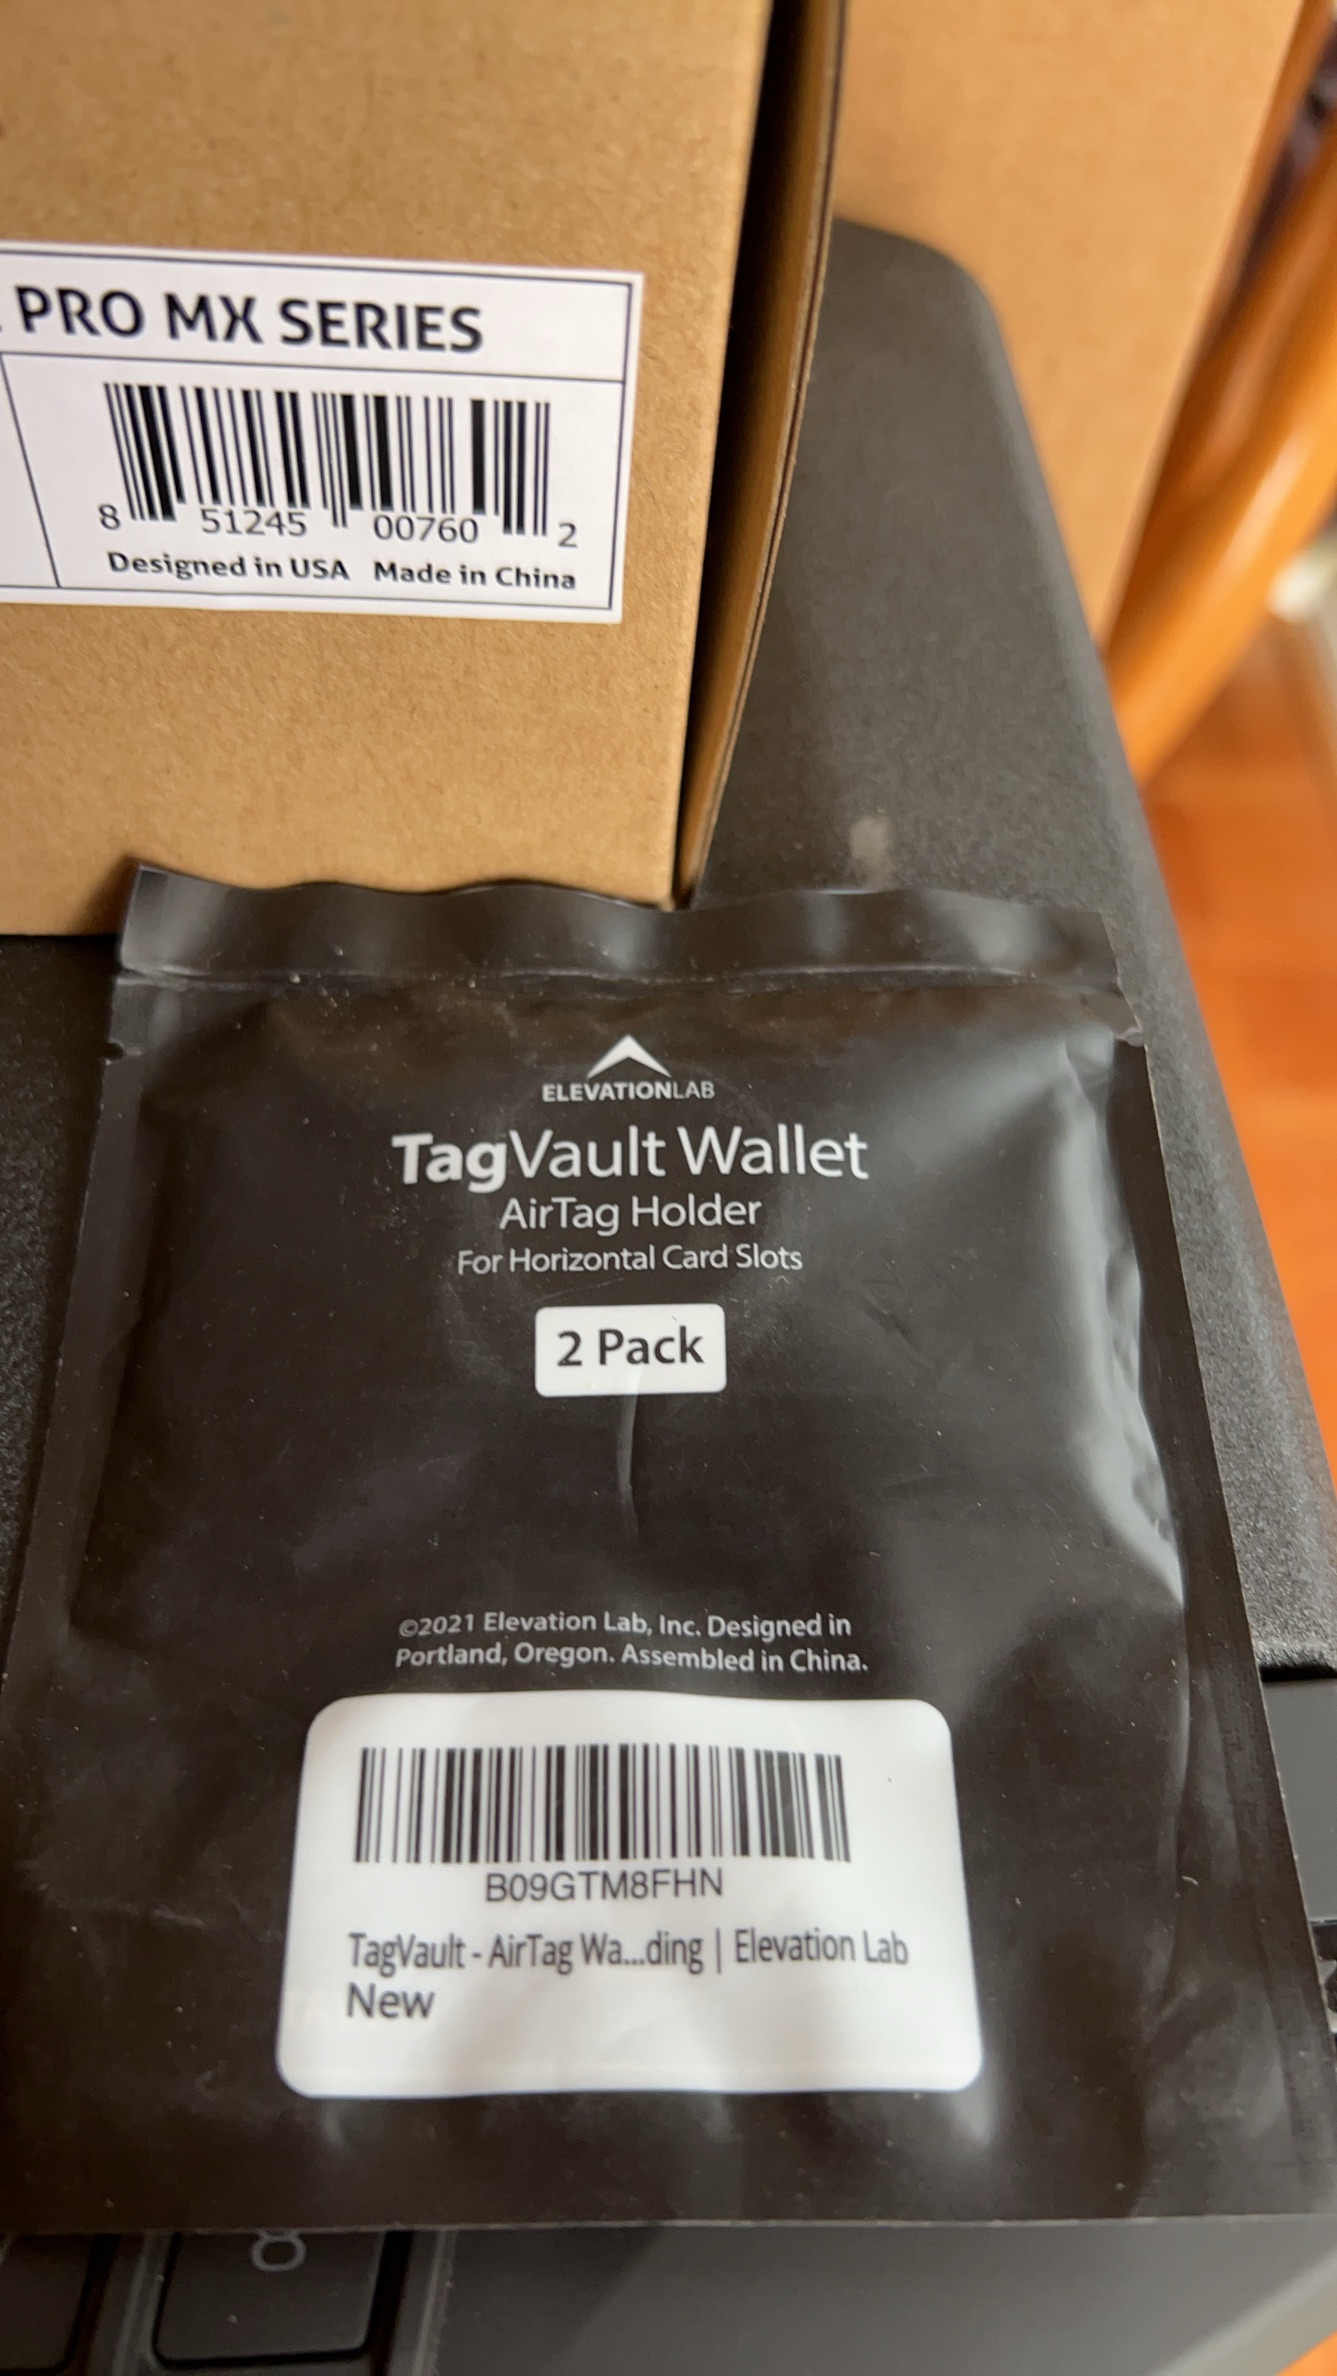 PRO MX SERIES
8 51245 00760 2
Designed in USA Made in China
ELEVATIONLAB
TagVault Wallet
AirTag Holder
For Horizontal Card Slots
2 Pack
©2021 Elevation Lab, Inc. Designed in
Portland, Oregon. Assembled in China.
B09GTM8FHN
TagVault - AirTag Wa...ding | Elevation Lab
New